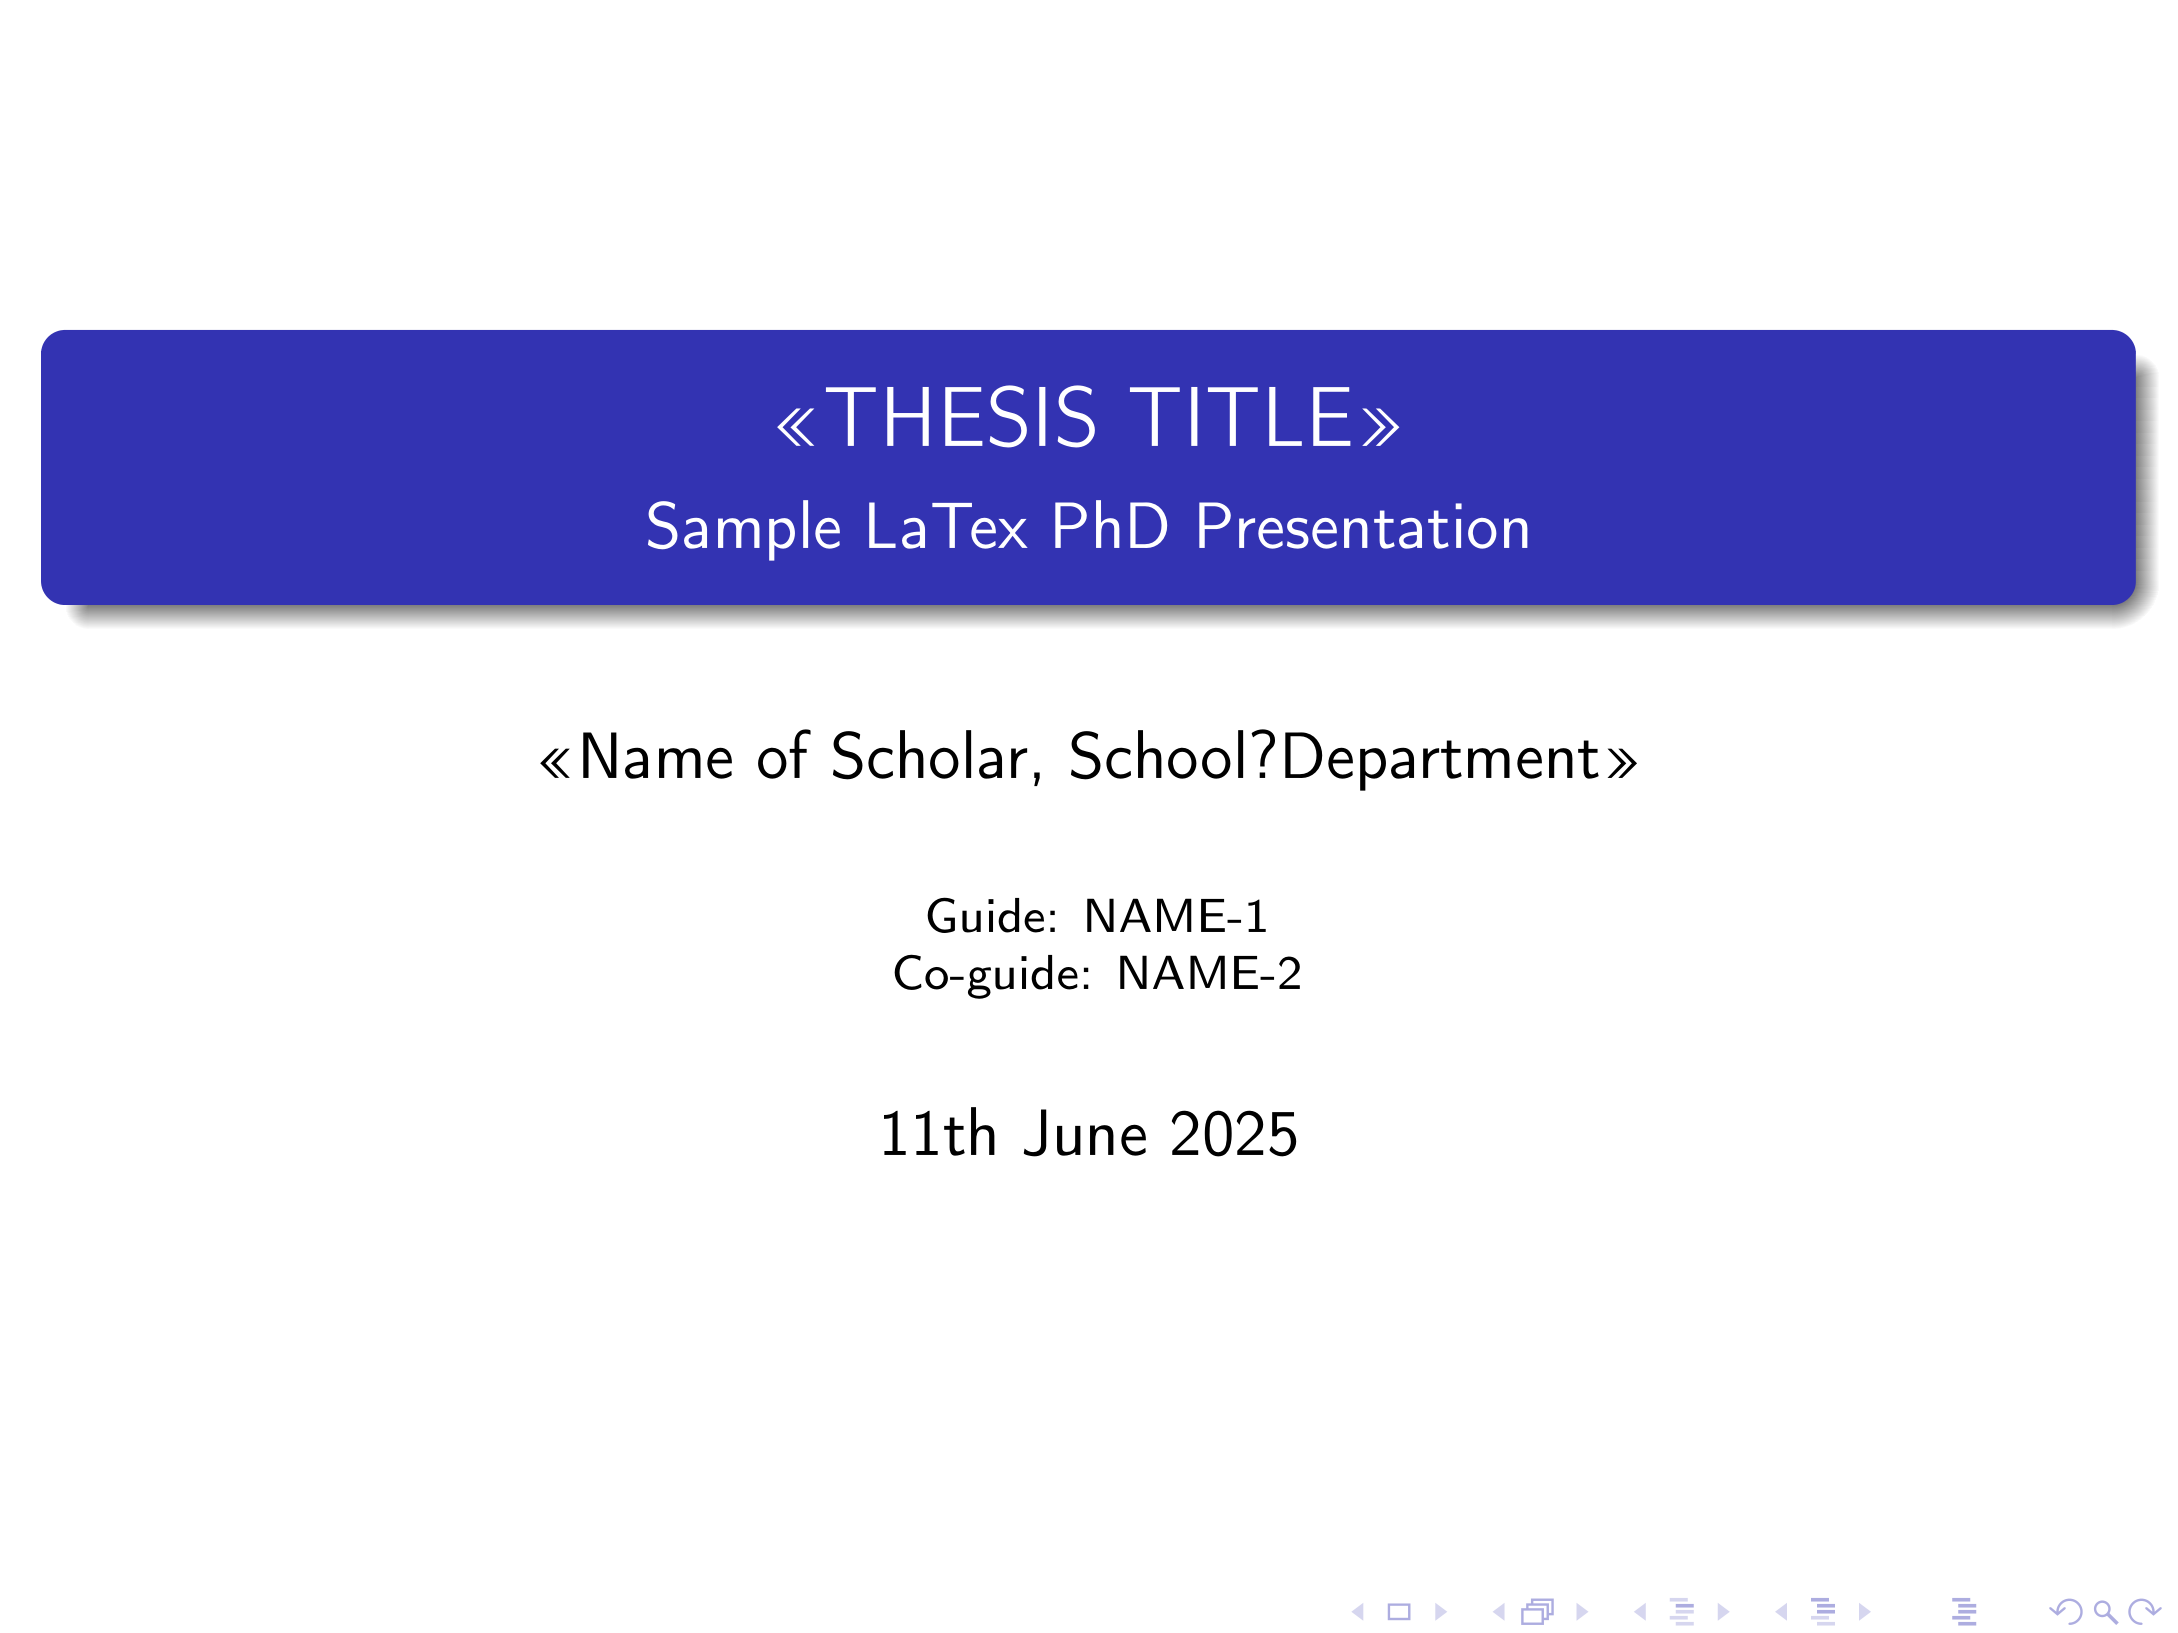 «THESIS TITLE»
Sample LaTex PhD Presentation
«Name of Scholar, School?Department»
Guide: NAME-1
Co-guide: NAME-2
11th June 2025